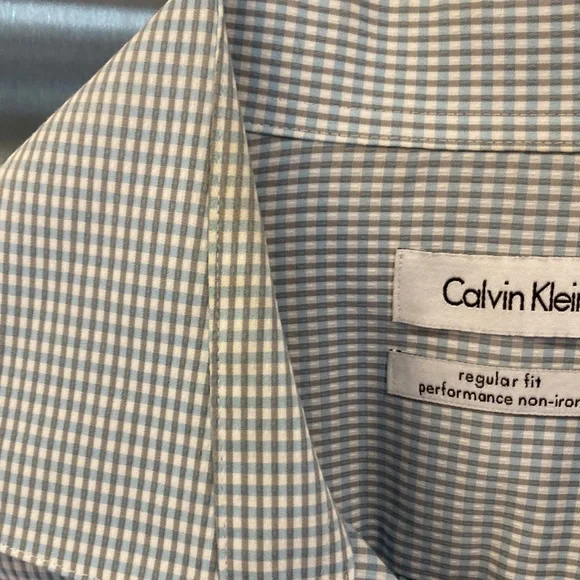 Calvin Klein
regular fit
performance non-iron